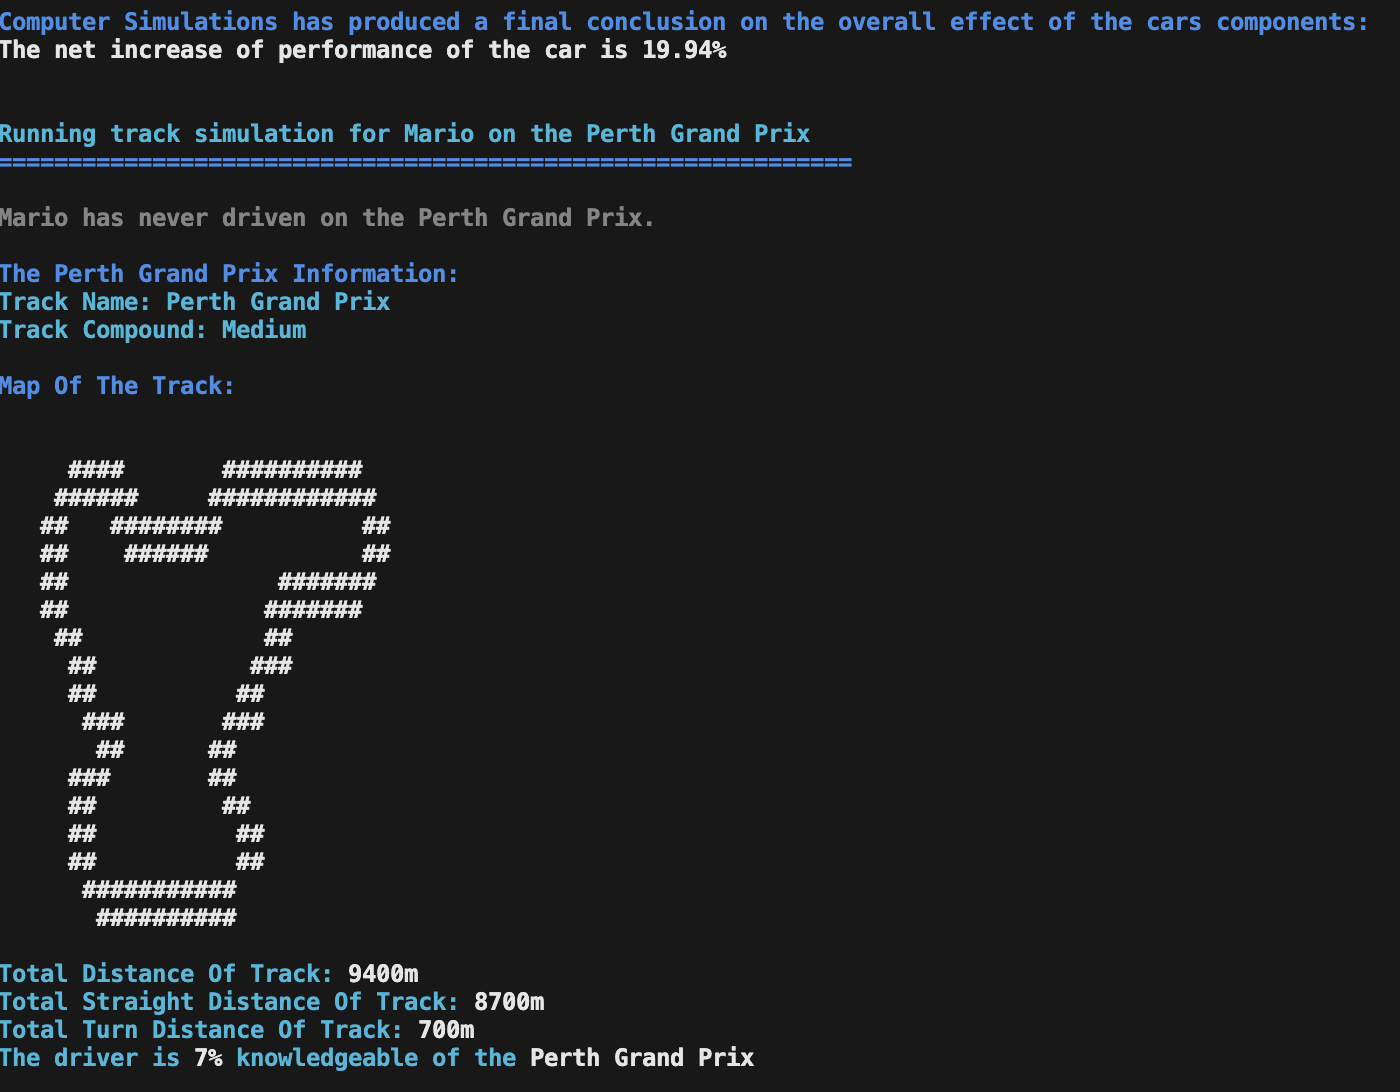 Computer Simulations has produced a final conclusion on the overall effect of the cars components:
The net increase of performance of the car is 19.94%
Running track simulation for Mario on the Perth Grand Prix
=============================================================
Mario has never driven on the Perth Grand Prix.
The Perth Grand Prix Information:
Track Name: Perth Grand Prix
Track Compound: Medium
Map Of The Track:
     ####       ##########
    ######     ############
   ##   ########          ##
   ##    ######           ##
   ##               #######
   ##              #######
    ##             ##
     ##           ###
     ##          ##
      ###       ###
       ##      ##
     ###       ##
     ##         ##
     ##          ##
     ##          ##
      ###########
       ##########
Total Distance Of Track: 9400m
Total Straight Distance Of Track: 8700m
Total Turn Distance Of Track: 700m
The driver is 7% knowledgeable of the Perth Grand Prix